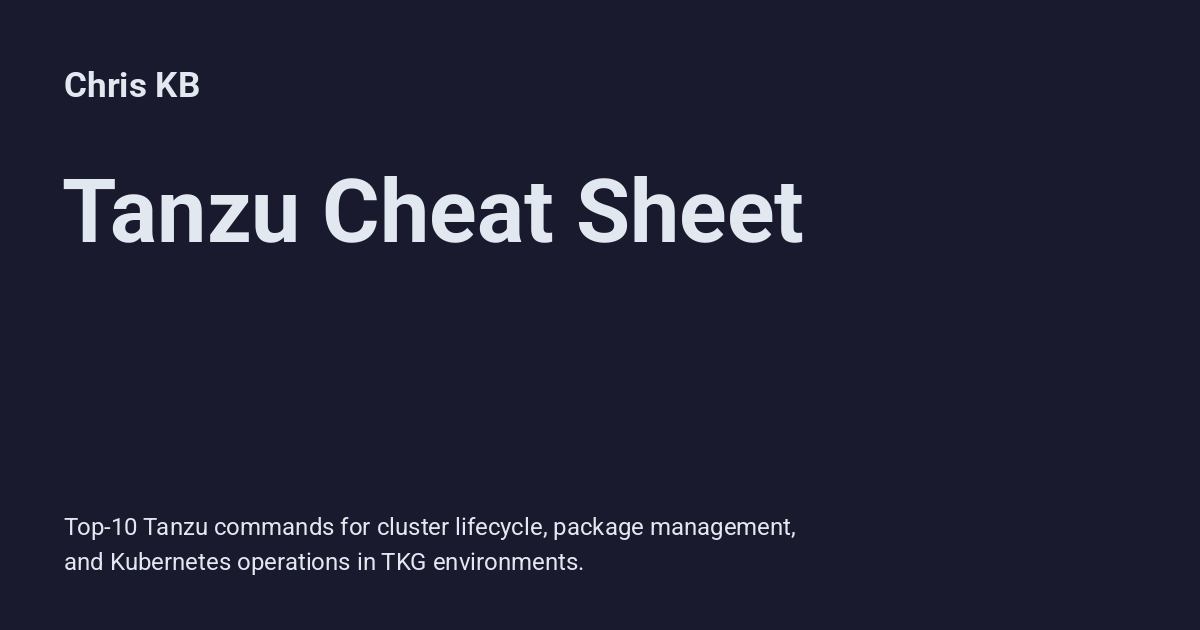 Chris KB
Tanzu Cheat Sheet
Top-10 Tanzu commands for cluster lifecycle, package management,
and Kubernetes operations in TKG environments.